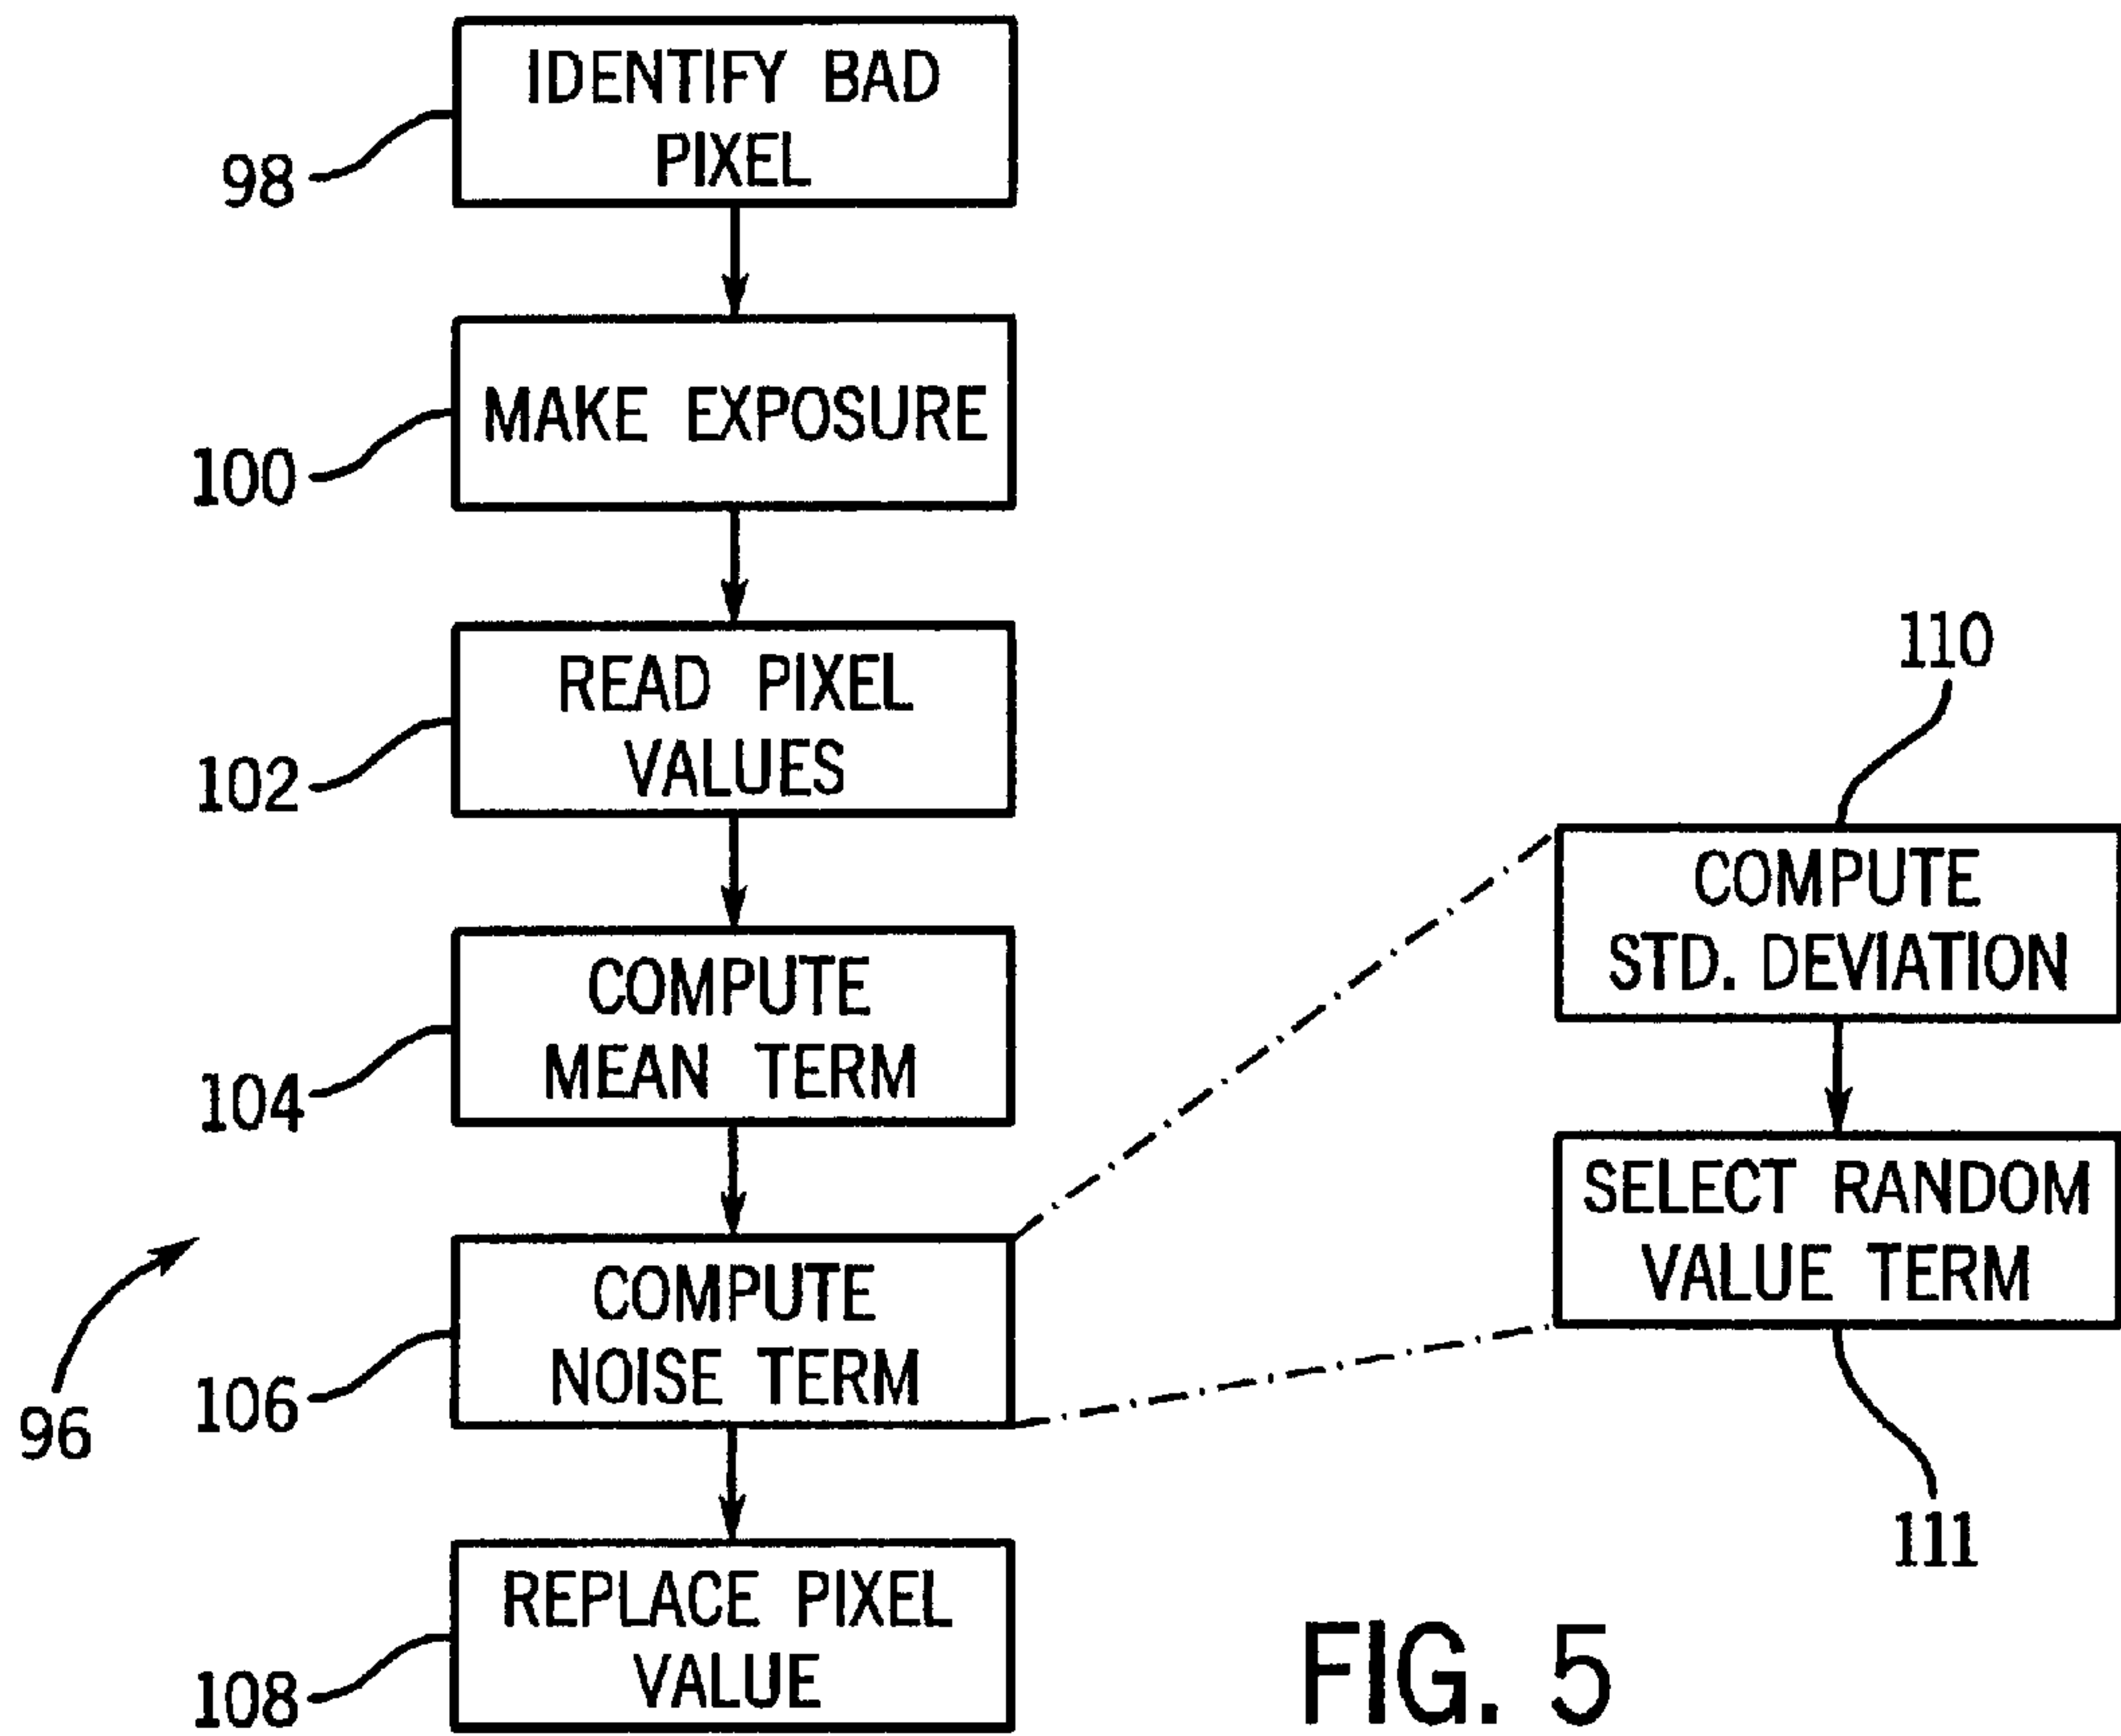 IDENTIFY BAD
PIXEL
98
MAKE EXPOSURE
100
READ PIXEL
VALUES
102
COMPUTE
MEAN TERM
104
COMPUTE
NOISE TERM
106
96
REPLACE PIXEL
VALUE
108
110
COMPUTE
STD. DEVIATION
SELECT RANDOM
VALUE TERM
111
FIG. 5